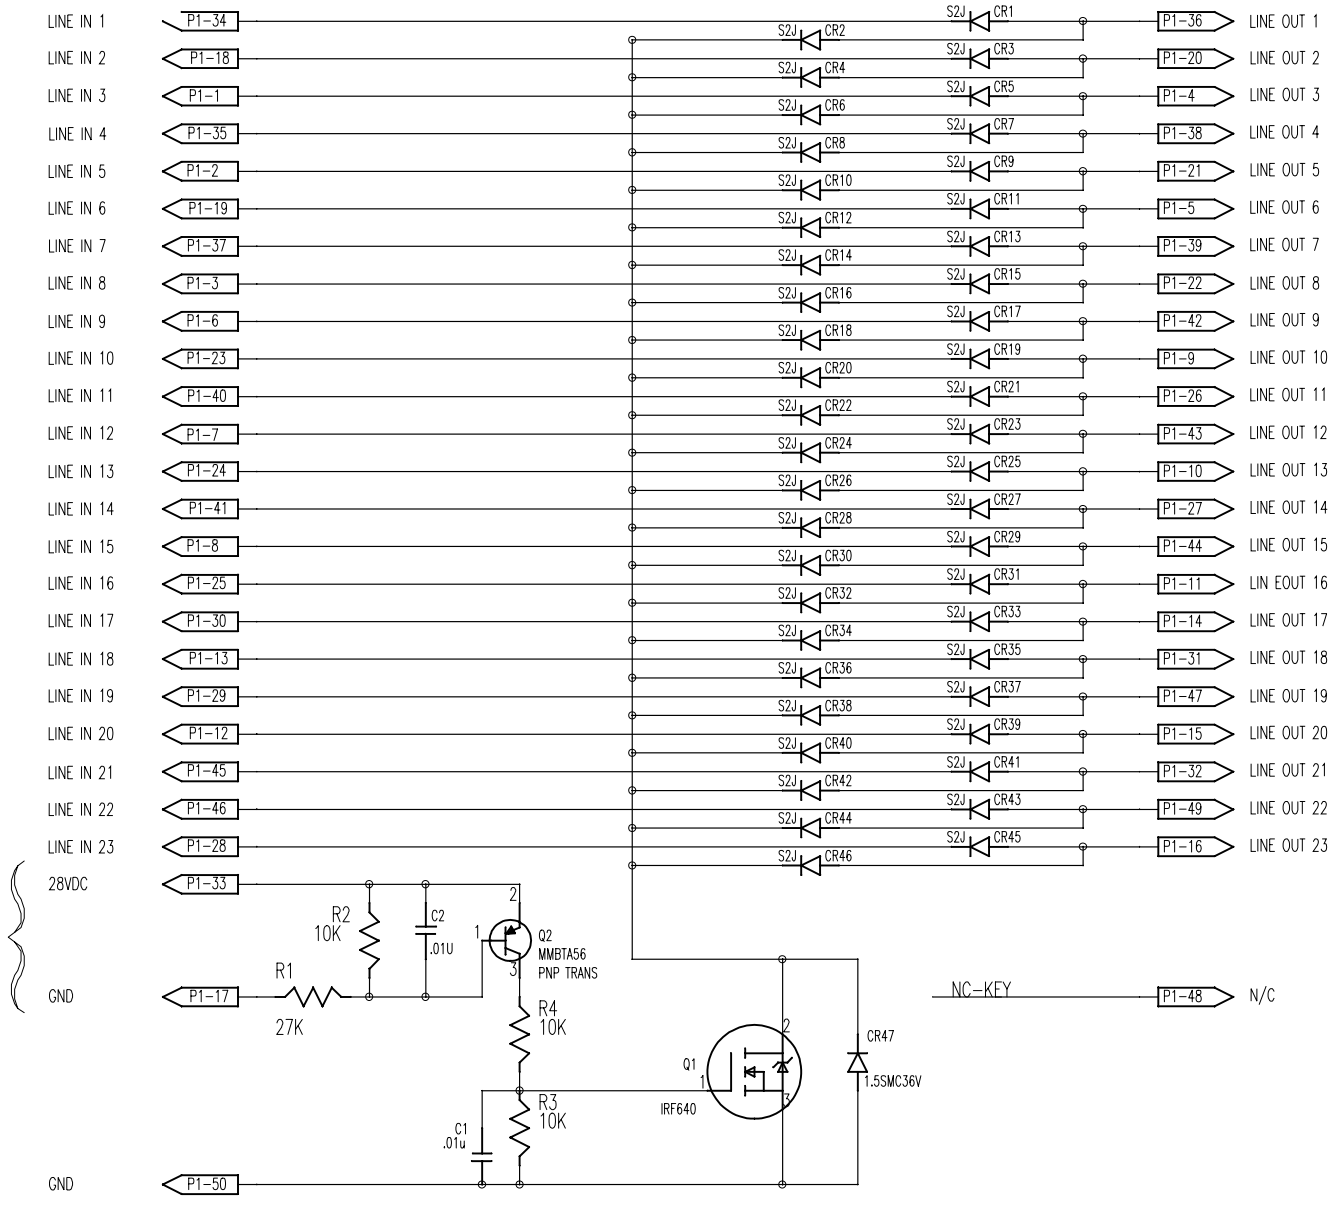 LINE IN 1 P1-34 S2J CR1 P1-36 LINE OUT 1
S2J CR2
LINE IN 2 P1-18 S2J CR3 P1-20 LINE OUT 2
S2J CR4
LINE IN 3 P1-1 S2J CR5 P1-4 LINE OUT 3
S2J CR6
LINE IN 4 P1-35 S2J CR7 P1-38 LINE OUT 4
S2J CR8
LINE IN 5 P1-2 S2J CR9 P1-21 LINE OUT 5
S2J CR10
LINE IN 6 P1-19 S2J CR11 P1-5 LINE OUT 6
S2J CR12
LINE IN 7 P1-37 S2J CR13 P1-39 LINE OUT 7
S2J CR14
LINE IN 8 P1-3 S2J CR15 P1-22 LINE OUT 8
S2J CR16
LINE IN 9 P1-6 S2J CR17 P1-42 LINE OUT 9
S2J CR18
LINE IN 10 P1-23 S2J CR19 P1-9 LINE OUT 10
S2J CR20
LINE IN 11 P1-40 S2J CR21 P1-26 LINE OUT 11
S2J CR22
LINE IN 12 P1-7 S2J CR23 P1-43 LINE OUT 12
S2J CR24
LINE IN 13 P1-24 S2J CR25 P1-10 LINE OUT 13
S2J CR26
LINE IN 14 P1-41 S2J CR27 P1-27 LINE OUT 14
S2J CR28
LINE IN 15 P1-8 S2J CR29 P1-44 LINE OUT 15
S2J CR30
LINE IN 16 P1-25 S2J CR31 P1-11 LIN EOUT 16
S2J CR32
LINE IN 17 P1-30 S2J CR33 P1-14 LINE OUT 17
S2J CR34
LINE IN 18 P1-13 S2J CR35 P1-31 LINE OUT 18
S2J CR36
LINE IN 19 P1-29 S2J CR37 P1-47 LINE OUT 19
S2J CR38
LINE IN 20 P1-12 S2J CR39 P1-15 LINE OUT 20
S2J CR40
LINE IN 21 P1-45 S2J CR41 P1-32 LINE OUT 21
S2J CR42
LINE IN 22 P1-46 S2J CR43 P1-49 LINE OUT 22
S2J CR44
LINE IN 23 P1-28 S2J CR45 P1-16 LINE OUT 23
S2J CR46
28VDC P1-33
2
R2 C2
10K .01U 1 Q2
MMBTA56
3 PNP TRANS
R1
GND P1-17 NC-KEY P1-48 N/C
27K
R4
10K
2
CR47
Q1
1 1.5SMC36V
IRF640 3
R3
10K
C1
.01u
GND P1-50